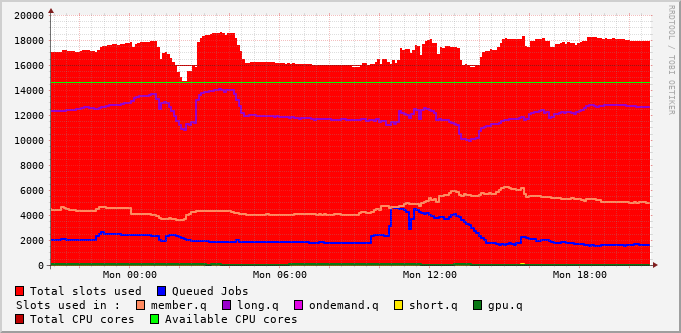 20000
18000
16000
14000
12000
10000
8000
6000
4000
2000
0
Mon 00:00 Mon 06:00 Mon 12:00 Mon 18:00
Total slots used Queued Jobs
Slots used in : member.q long.q ondemand.q short.q gpu.q
Total CPU cores Available CPU cores
RRDTOOL / TOBI OETIKER